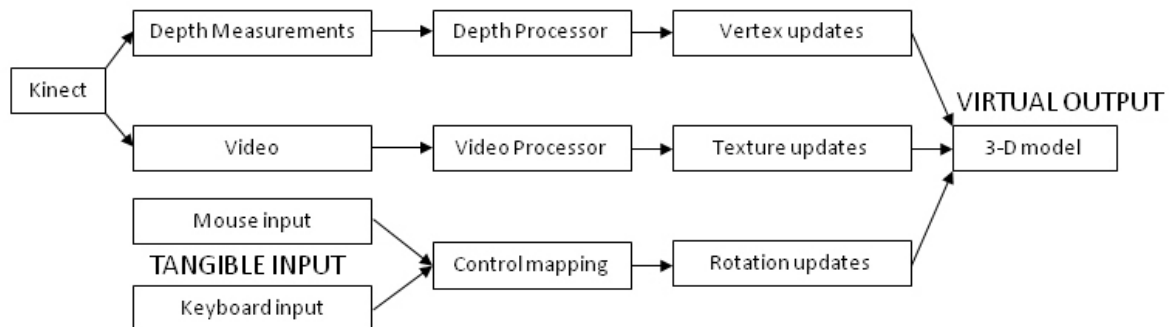 Depth Measurements
Depth Processor
Vertex updates
Kinect
VIRTUAL OUTPUT
Video
Video Processor
Texture updates
3-D model
Mouse input
TANGIBLE INPUT
Control mapping
Rotation updates
Keyboard input